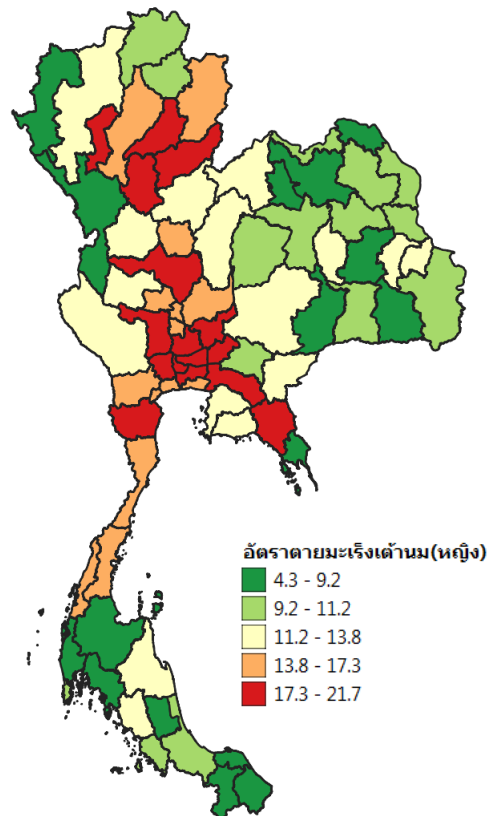 อัตราตายมะเร็งเต้านม(หญิง)
4.3 - 9.2
9.2 - 11.2
11.2 - 13.8
13.8 - 17.3
17.3 - 21.7